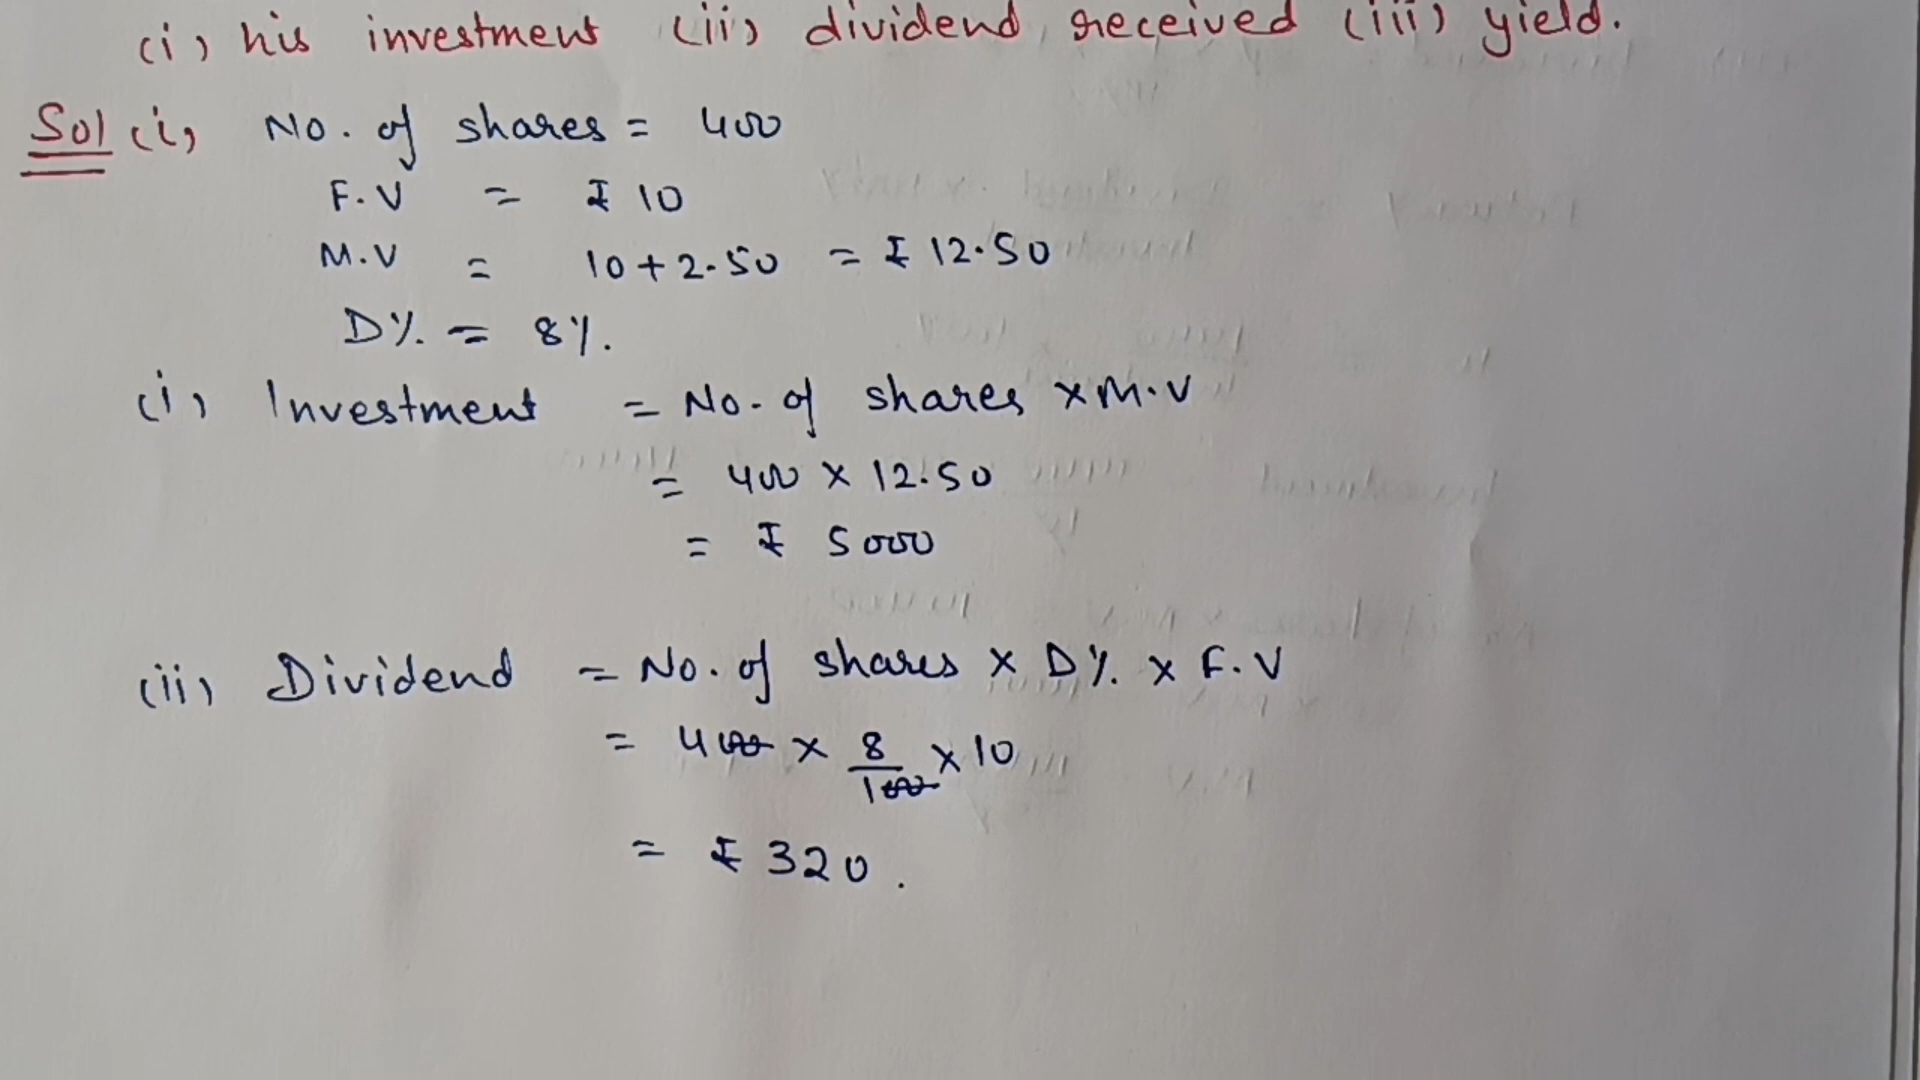 (i) his investment (ii) dividend received (iii) yield.
Sol (i) No. of shares = 400
F.V = ₹ 10
M.V = 10 + 2.50 = ₹ 12.50
D% = 8%.
(i) Investment = No. of shares × M.V
= 400 × 12.50
= ₹ 5000
(ii) Dividend = No. of shares × D% × F.V
= 400 × 8/100 × 10
= ₹ 320.